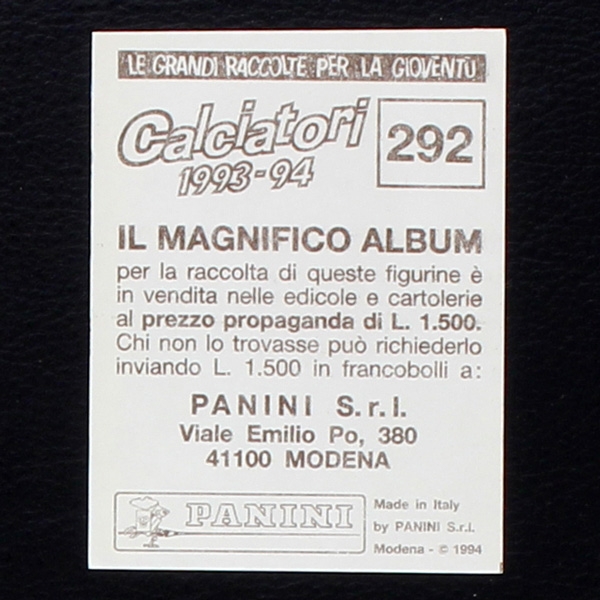 LE GRANDI RACCOLTE PER LA GIOVENTÙ
Calciatori
1993-94
292
IL MAGNIFICO ALBUM
per la raccolta di queste figurine è
in vendita nelle edicole e cartolerie
al prezzo propaganda di L. 1.500.
Chi non lo trovasse può richiederlo
inviando L. 1.500 in francobolli a:
PANINI S.r.l.
Viale Emilio Po, 380
41100 MODENA
PANINI
Made in Italy
by PANINI S.r.l.
Modena - © 1994